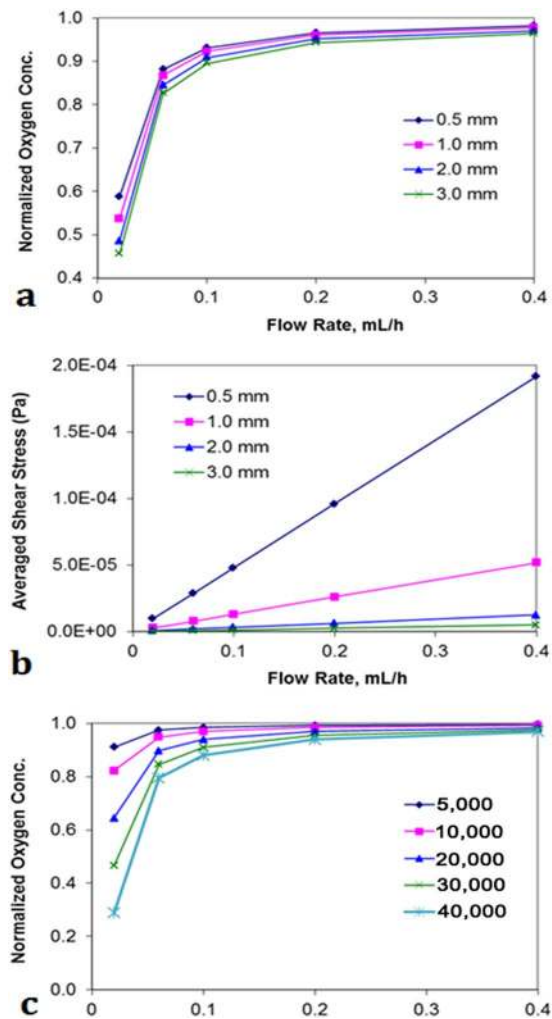 1.0
0.9
0.8
0.7
0.6
0.5
0.4
Normalized Oxygen Conc.
0.5 mm
1.0 mm
2.0 mm
3.0 mm
0
0.1
0.2
0.3
0.4
Flow Rate, mL/h
a
2.0E-04
1.5E-04
1.0E-04
5.0E-05
0.0E+00
Averaged Shear Stress (Pa)
0.5 mm
1.0 mm
2.0 mm
3.0 mm
0
0.1
0.2
0.3
0.4
Flow Rate, mL/h
b
1.0
0.8
0.6
0.4
0.2
0.0
Normalized Oxygen Conc.
5,000
10,000
20,000
30,000
40,000
0
0.1
0.2
0.3
0.4
c